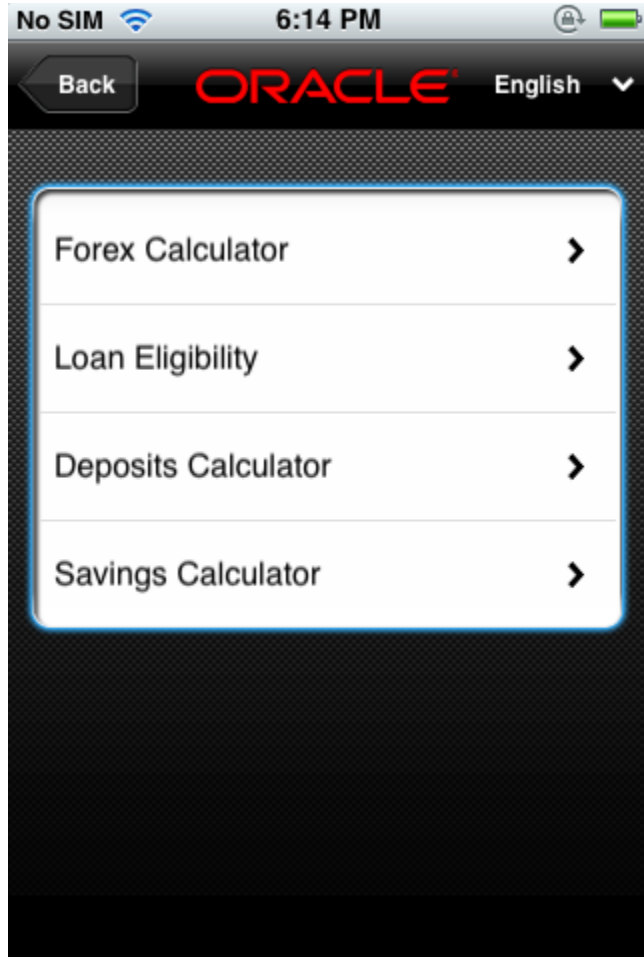 No SIM 6:14 PM
Back ORACLE English
Forex Calculator
Loan Eligibility
Deposits Calculator
Savings Calculator